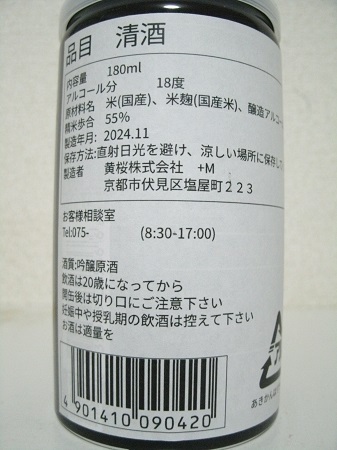 品目 清酒
内容量 180ml
アルコール分 18度
原材料名 米(国産)、米麹(国産米)、醸造アルコ
精米歩合 55%
製造年月: 2024.11
保存方法:直射日光を避け、涼しい場所に保存して
製造者 黄桜株式会社 +M
京都市伏見区塩屋町223
お客様相談室
Tel:075- (8:30-17:00)
酒質:吟醸原酒
飲酒は20歳になってから
開缶後は切り口にご注意下さい
妊娠中や授乳期の飲酒は控えて下さい
お酒は適量を
あきかんは
4 901410 090420